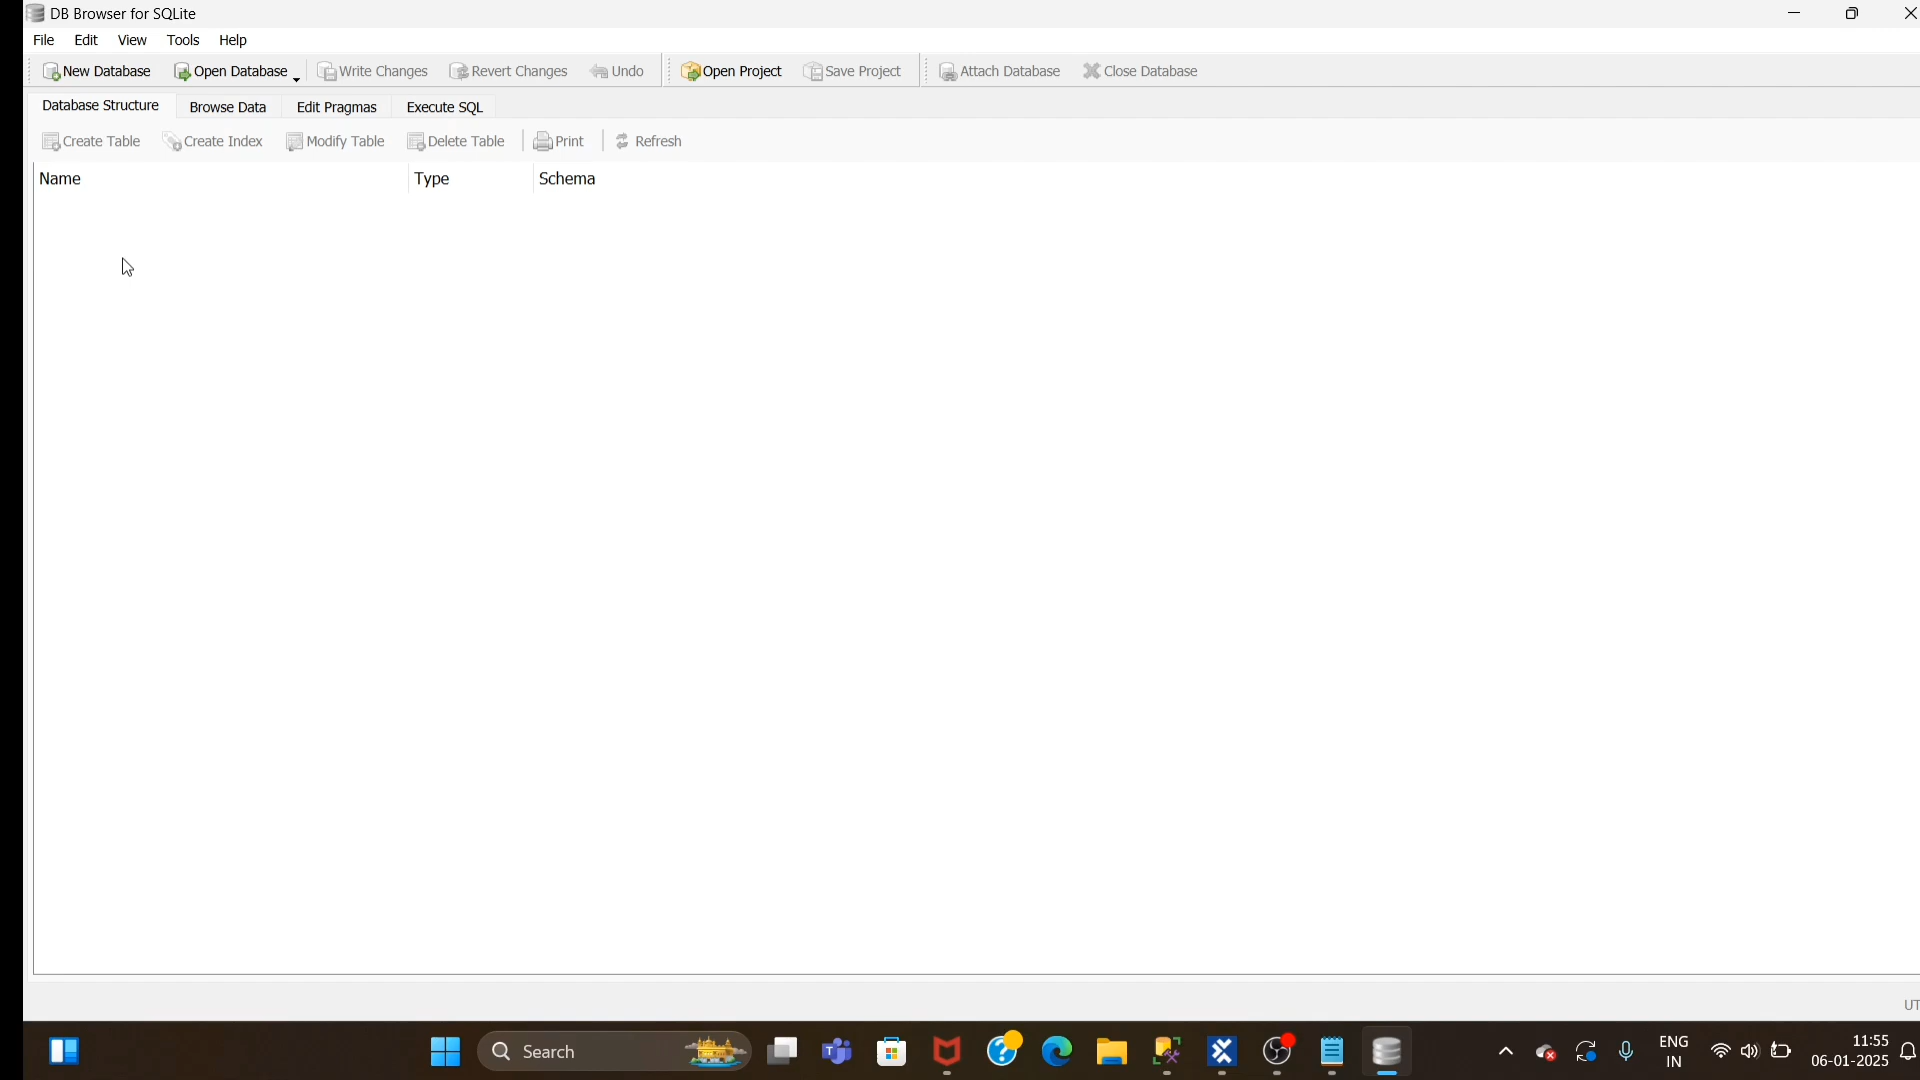 DB Browser for SQLite
File Edit View Tools Help
New Database Open Database Write Changes Revert Changes Undo Open Project Save Project Attach Database Close Database
Database Structure Browse Data Edit Pragmas Execute SQL
Create Table Create Index Modify Table Delete Table Print Refresh
Name Type Schema
UT
Search ENG 11:55
IN 06-01-2025